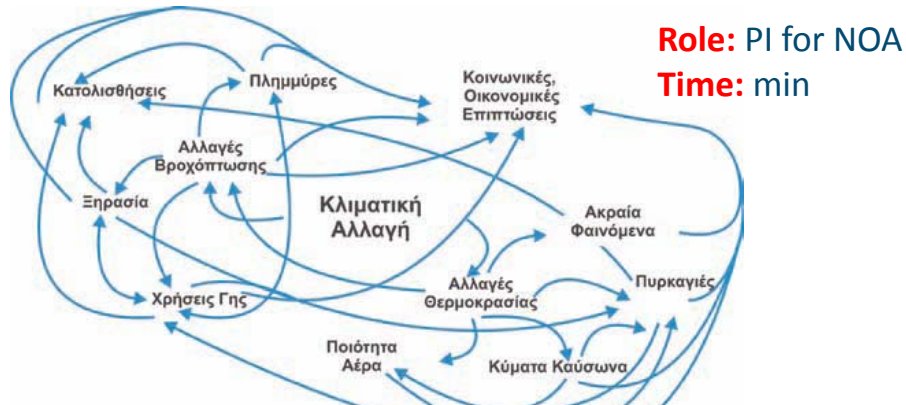 Role: PI for NOA
Time: min
Κατολισθήσεις
Πλημμύρες
Κοινωνικές,
Οικονομικές
Επιπτώσεις
Αλλαγές
Βροχόπτωσης
Ξηρασία
Κλιματική
Αλλαγή
Ακραία
Φαινόμενα
Χρήσεις Γης
Αλλαγές
Θερμοκρασίας
Πυρκαγιές
Ποιότητα
Αέρα
Κύματα Καύσωνα